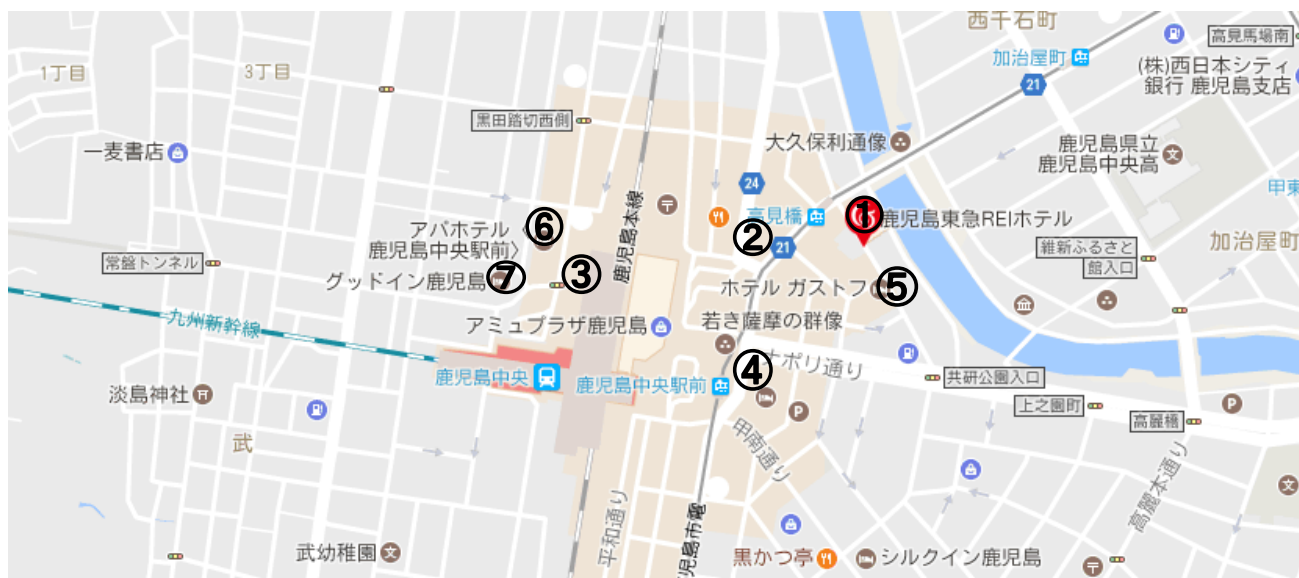 西千石町
高見馬場南
加治屋町
(株)西日本シティ
銀行 鹿児島支店
1丁目
3丁目
21
黒田踏切西側
大久保利通像
鹿児島県立
鹿児島中央高
一麦書店
24
甲東
⑥
アパホテル〈
鹿児島中央駅前〉
鹿児島本線
高見橋
①
鹿児島東急REIホテル
②
21
維新ふるさと
館入口
加治屋町
常盤トンネル
グッドイン鹿児島
⑦
③
ホテル ガストフ
⑤
九州新幹線
アミュプラザ鹿児島
若き薩摩の群像
④
ナポリ通り
鹿児島中央
鹿児島中央駅前
共研公園入口
淡島神社
上之園町
高麗橋
P
P
武
甲南通り
高麗本通り
平和通り
鹿児島市電
武幼稚園
黒かつ亭
シルクイン鹿児島